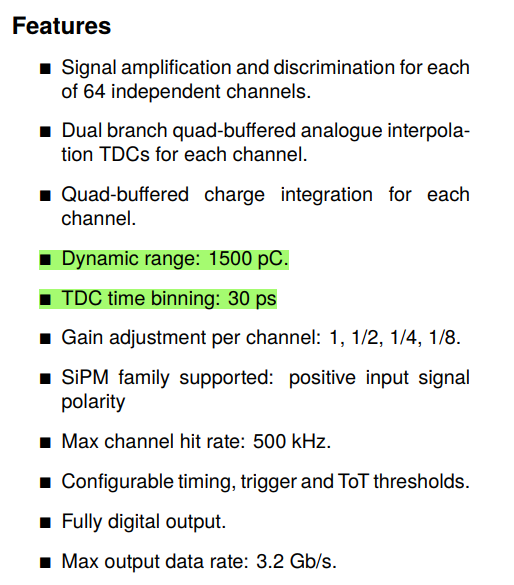 Features
■ Signal amplification and discrimination for each
of 64 independent channels.
■ Dual branch quad-buffered analogue interpola-
tion TDCs for each channel.
■ Quad-buffered charge integration for each
channel.
■ Dynamic range: 1500 pC.
■ TDC time binning: 30 ps
■ Gain adjustment per channel: 1, 1/2, 1/4, 1/8.
■ SiPM family supported: positive input signal
polarity
■ Max channel hit rate: 500 kHz.
■ Configurable timing, trigger and ToT thresholds.
■ Fully digital output.
■ Max output data rate: 3.2 Gb/s.